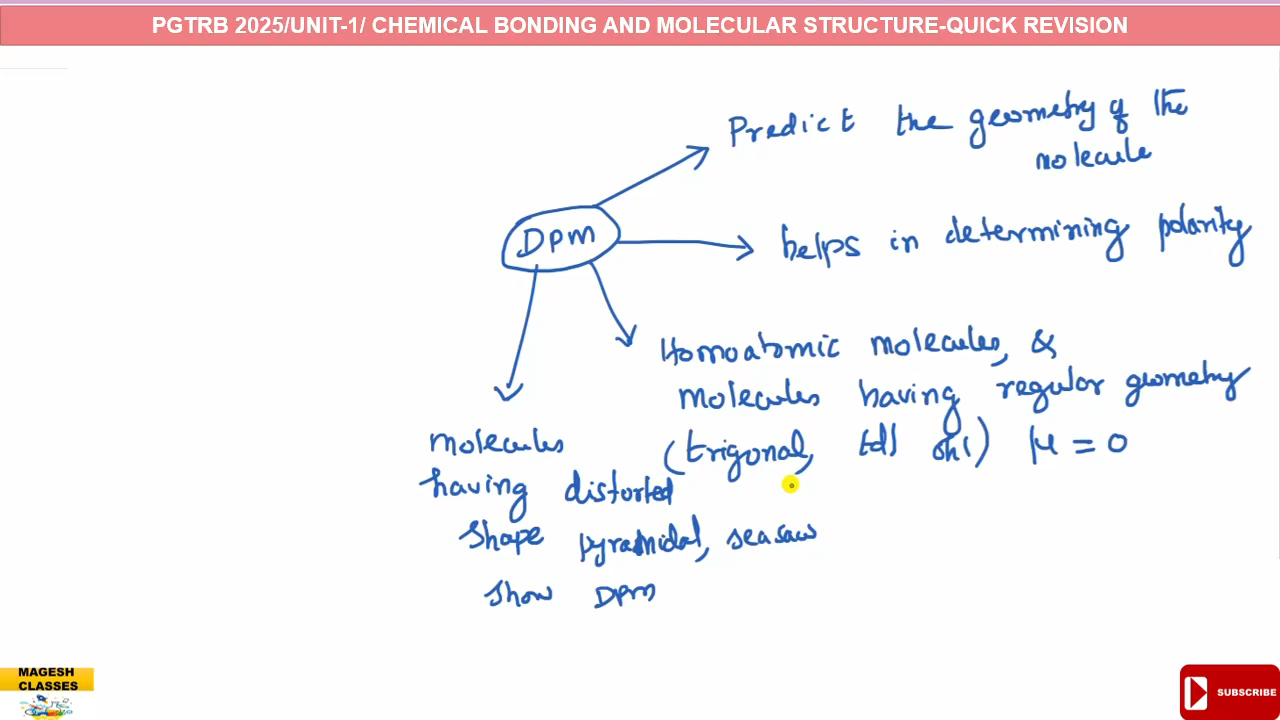 PGTRB 2025/UNIT-1/ CHEMICAL BONDING AND MOLECULAR STRUCTURE-QUICK REVISION
Predict the geometry of the
molecule
DPM
helps in determining polarity
Homoatomic molecules, &
molecules having regular geometry
(trigonal, tdl ohl) μ = 0
molecules
having distorted
shape pyramidal, seasaw
show DPM
MAGESH
CLASSES
SUBSCRIBE